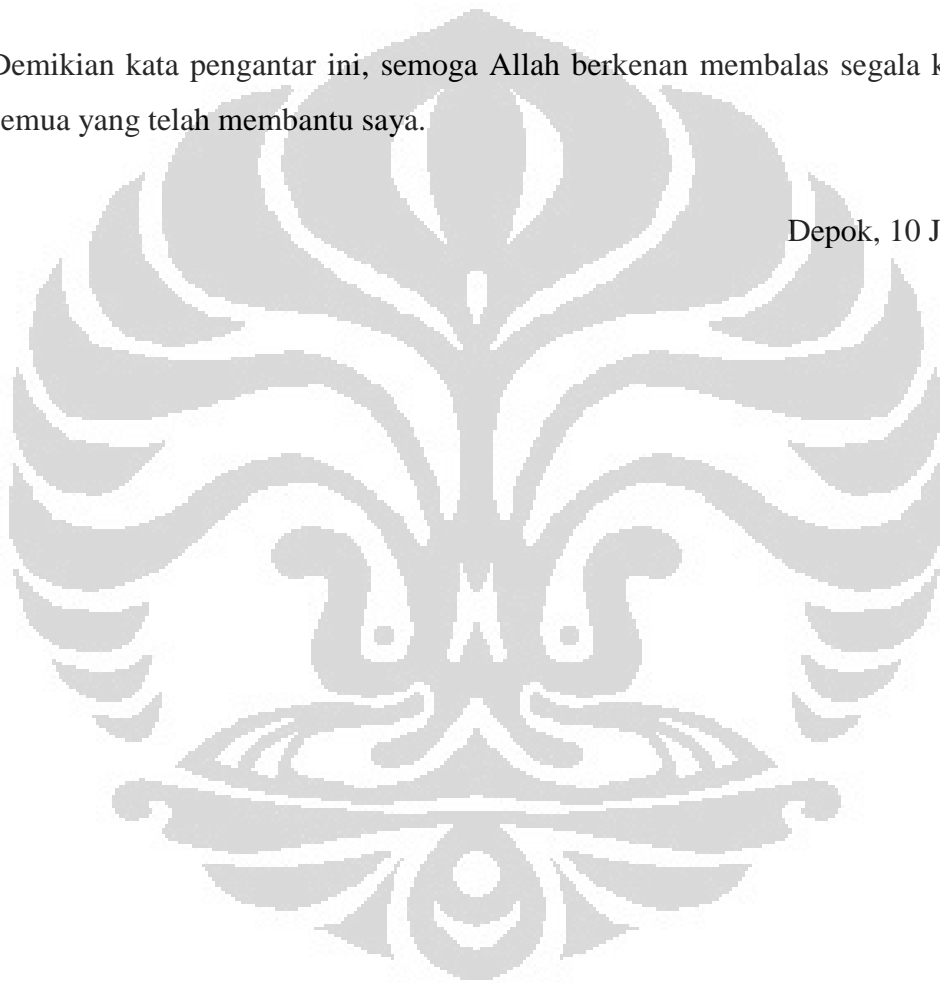 Demikian kata pengantar ini, semoga Allah berkenan membalas segala
semua yang telah membantu saya.
Depok, 10